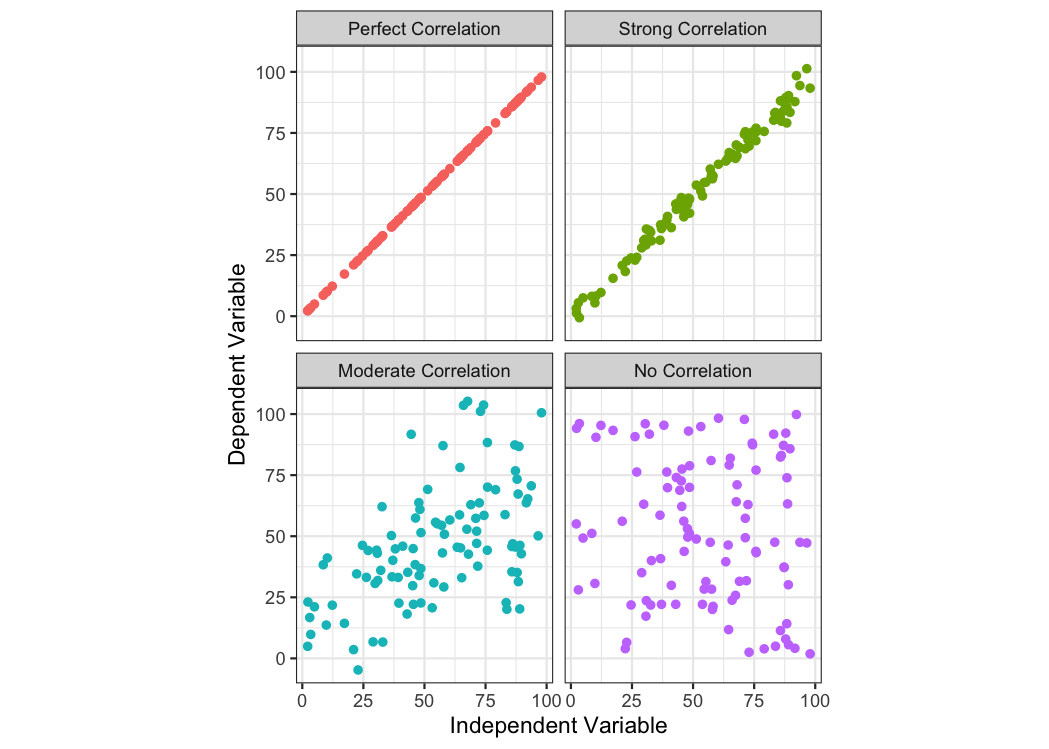 Perfect Correlation
Strong Correlation
100
75
50
25
0
Dependent Variable
Moderate Correlation
No Correlation
100
75
50
25
0
0 25 50 75 100 0 25 50 75 100
Independent Variable